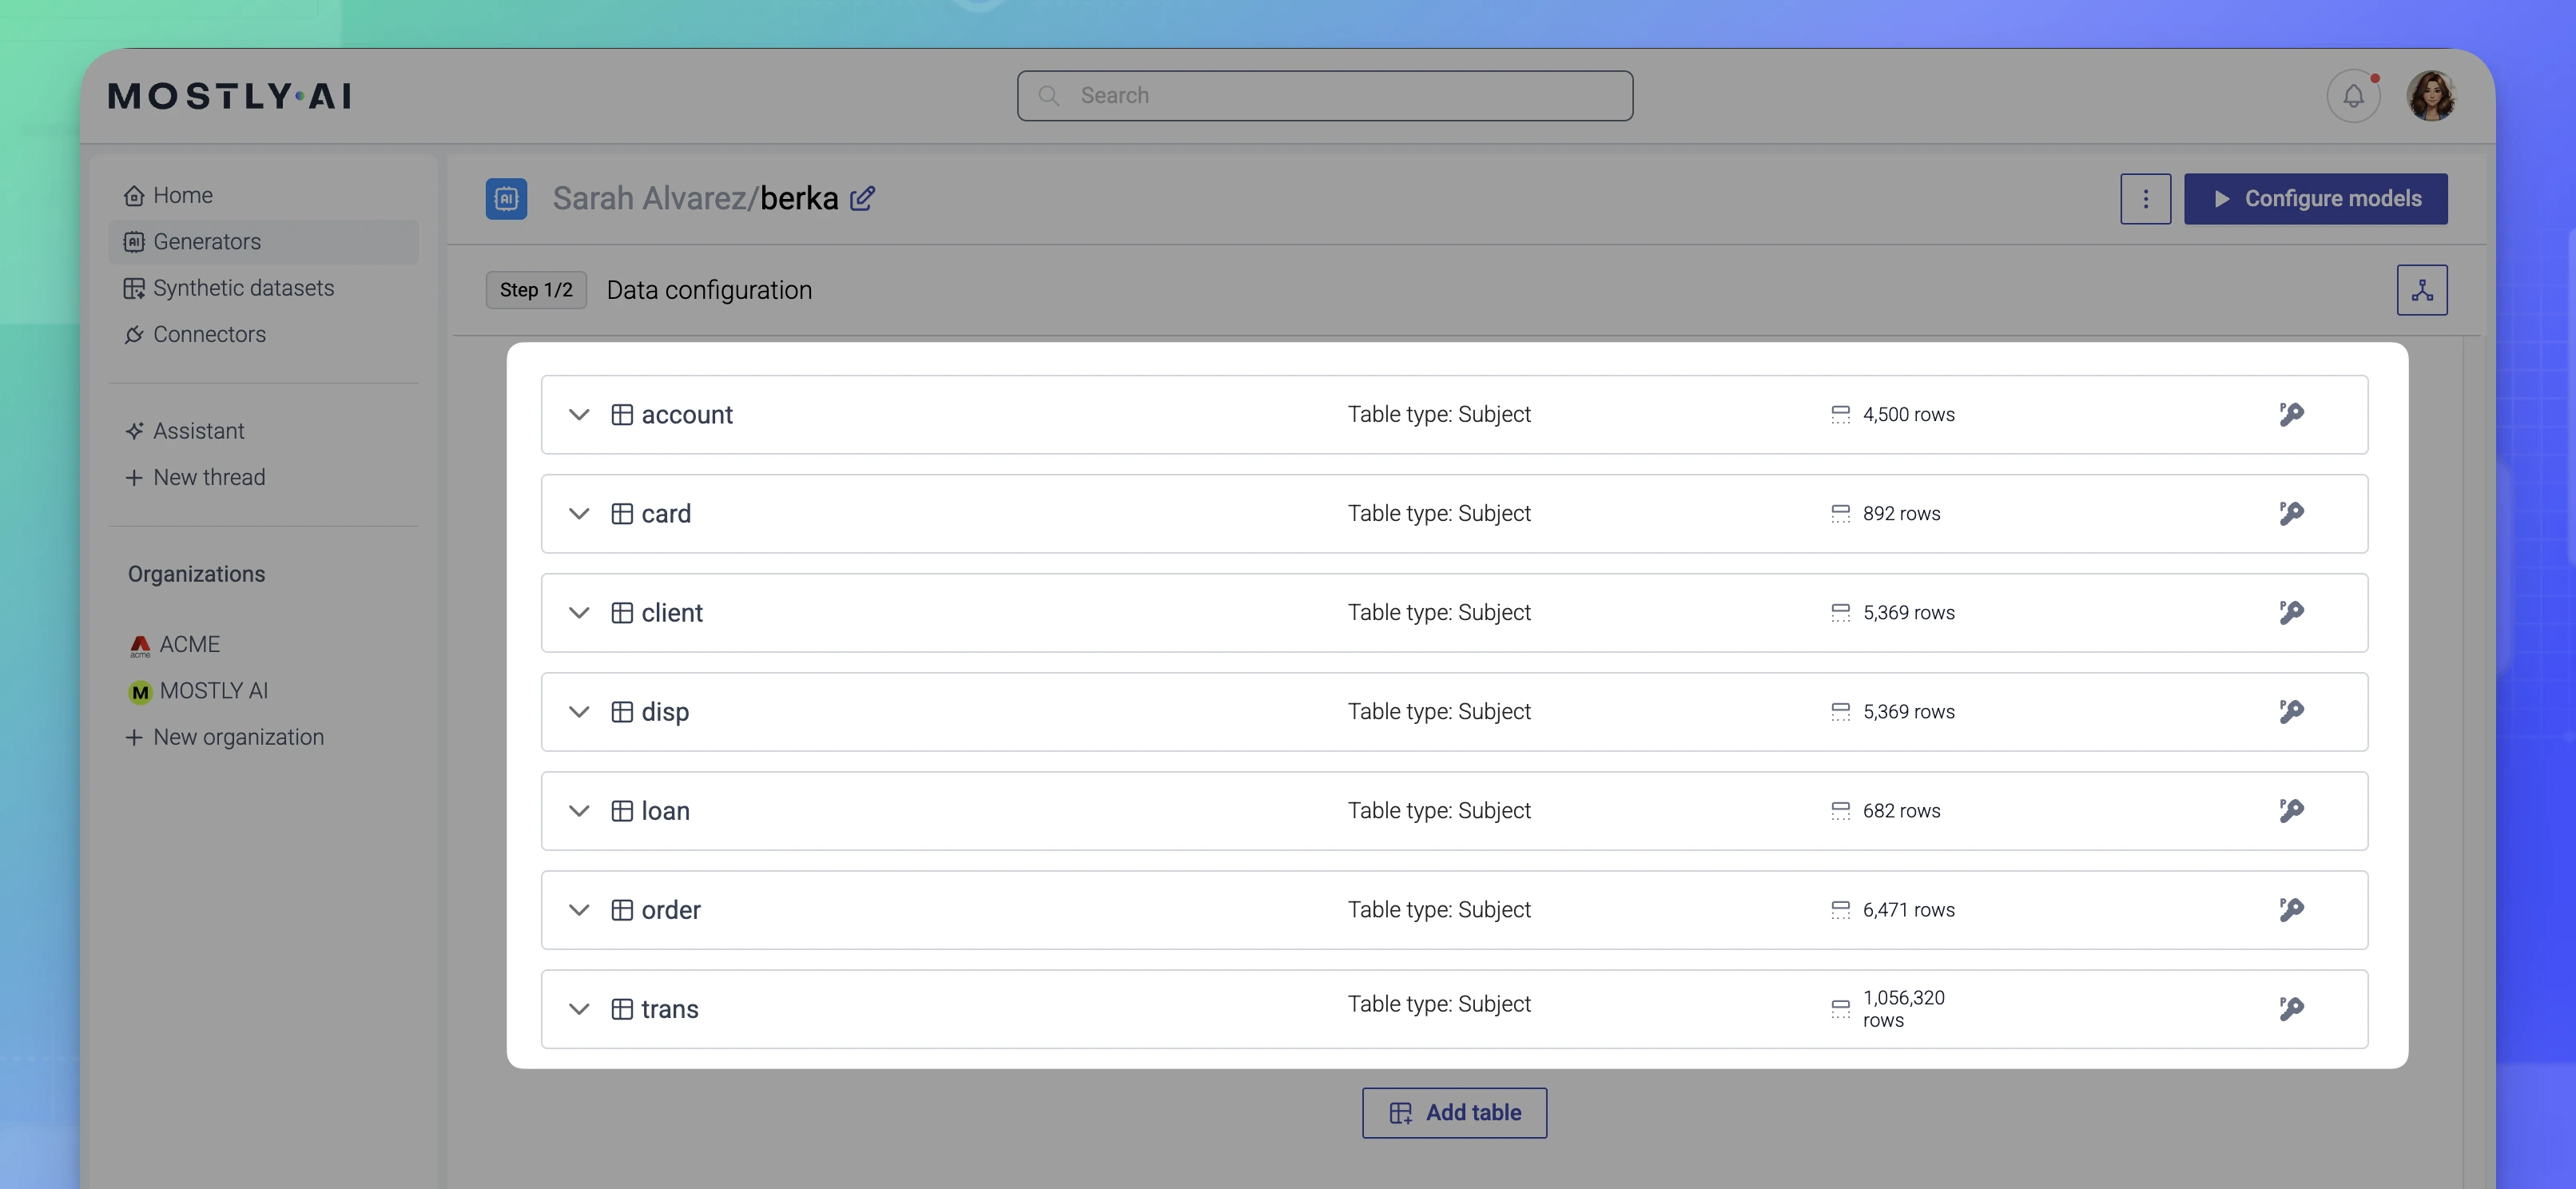 MOSTLY AI
Search
Home
Generators
Synthetic datasets
Connectors
Assistant
New thread
Organizations
acme
ACME
M
MOSTLY AI
New organization
AI
Sarah Alvarez/berka
Configure models
Step 1/2
Data configuration
account
Table type: Subject
4,500 rows
card
Table type: Subject
892 rows
client
Table type: Subject
5,369 rows
disp
Table type: Subject
5,369 rows
loan
Table type: Subject
682 rows
order
Table type: Subject
6,471 rows
trans
Table type: Subject
1,056,320
rows
Add table